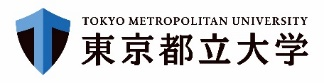 TOKYO METROPOLITAN UNIVERSITY
東京都立大学